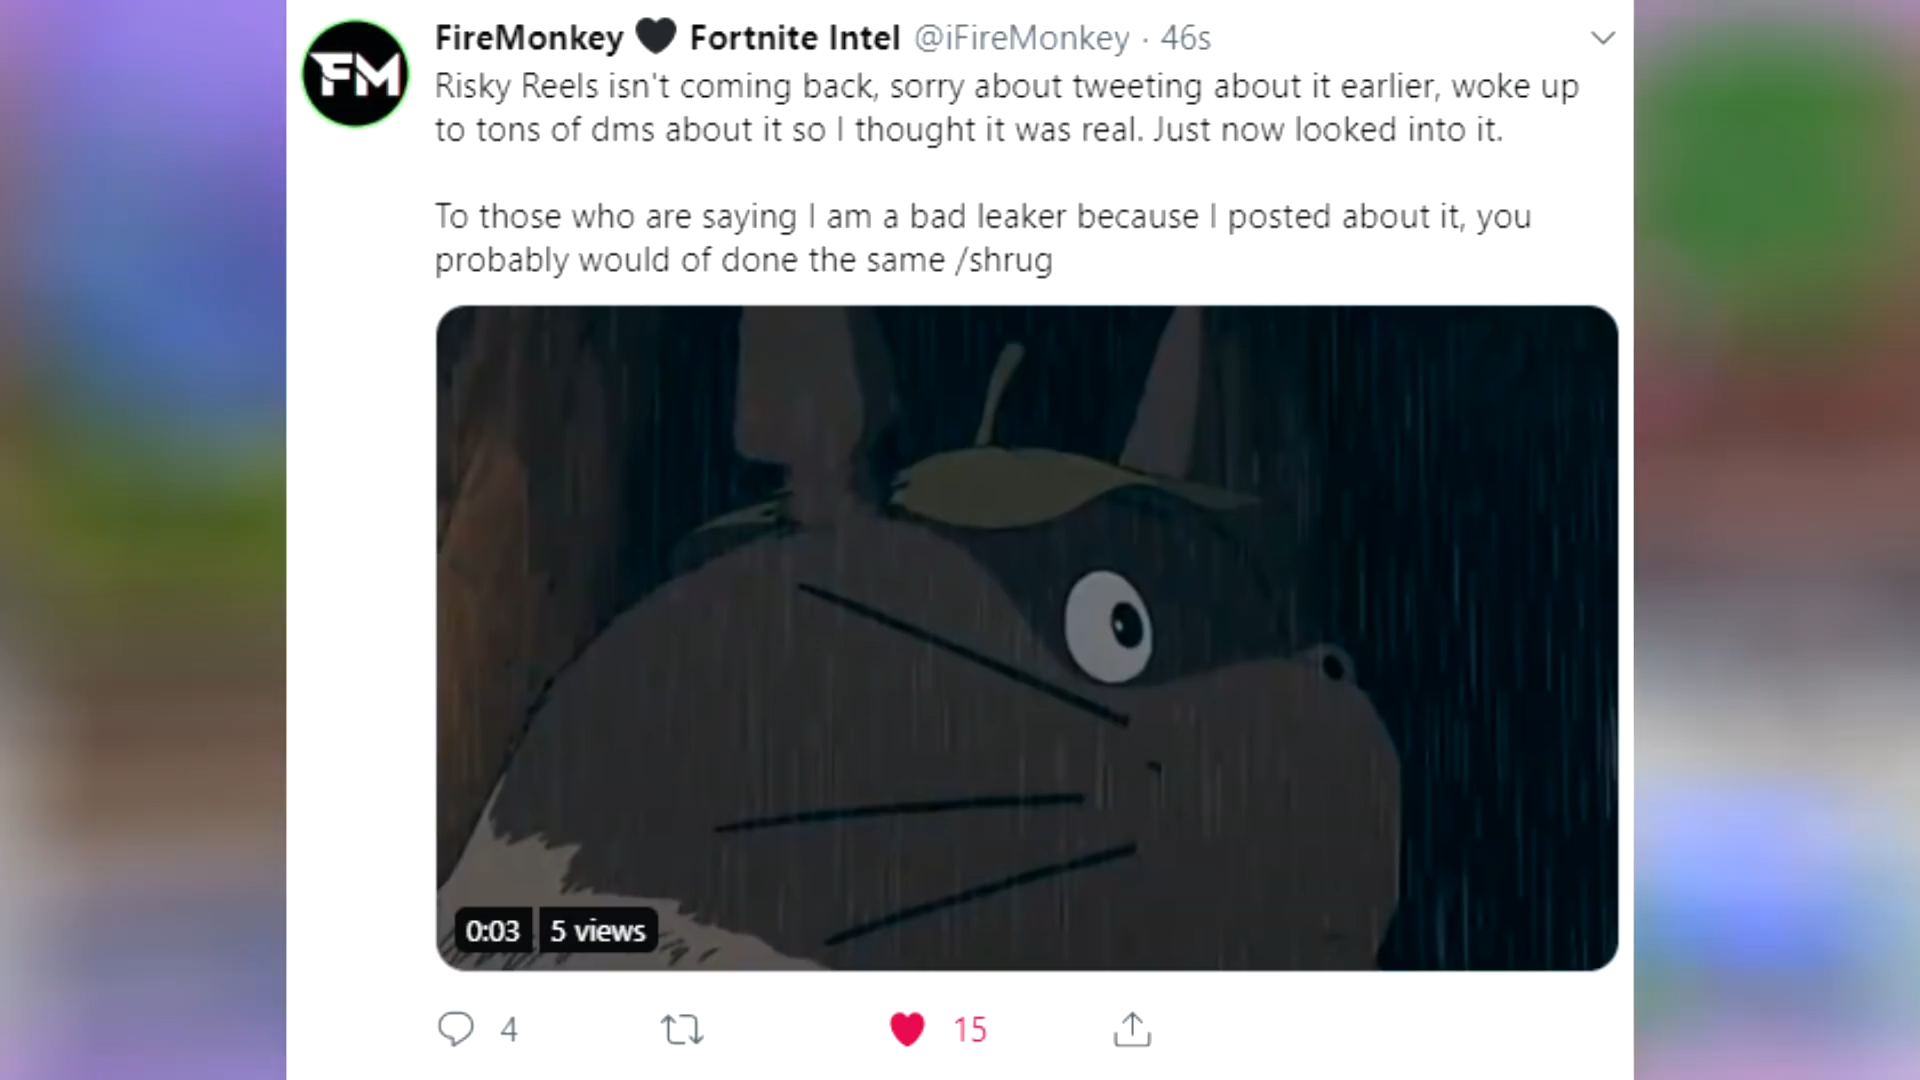 FM
FireMonkey 🖤 Fortnite Intel @iFireMonkey · 46s
Risky Reels isn't coming back, sorry about tweeting about it earlier, woke up
to tons of dms about it so I thought it was real. Just now looked into it.
To those who are saying I am a bad leaker because I posted about it, you
probably would of done the same /shrug
0:03 5 views
4 15